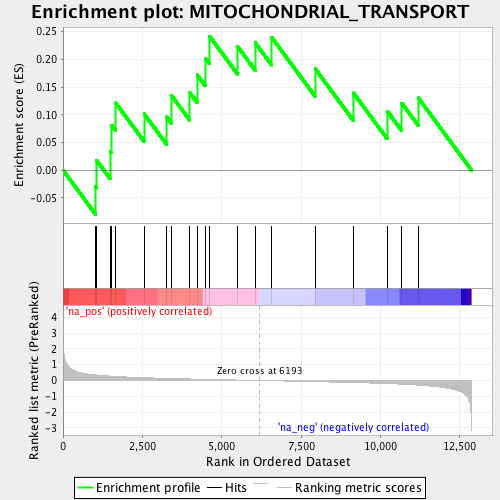 Enrichment plot: MITOCHONDRIAL_TRANSPORT
Enrichment score (ES)
0.25
0.20
0.15
0.10
0.05
0.00
-0.05
'na_pos' (positively correlated)
Ranked list metric (PreRanked)
4
3
2
1
0
-1
-2
-3
Zero cross at 6193
'na_neg' (negatively correlated)
0
2,500
5,000
7,500
10,000
12,500
Rank in Ordered Dataset
Enrichment profile
Hits
Ranking metric scores